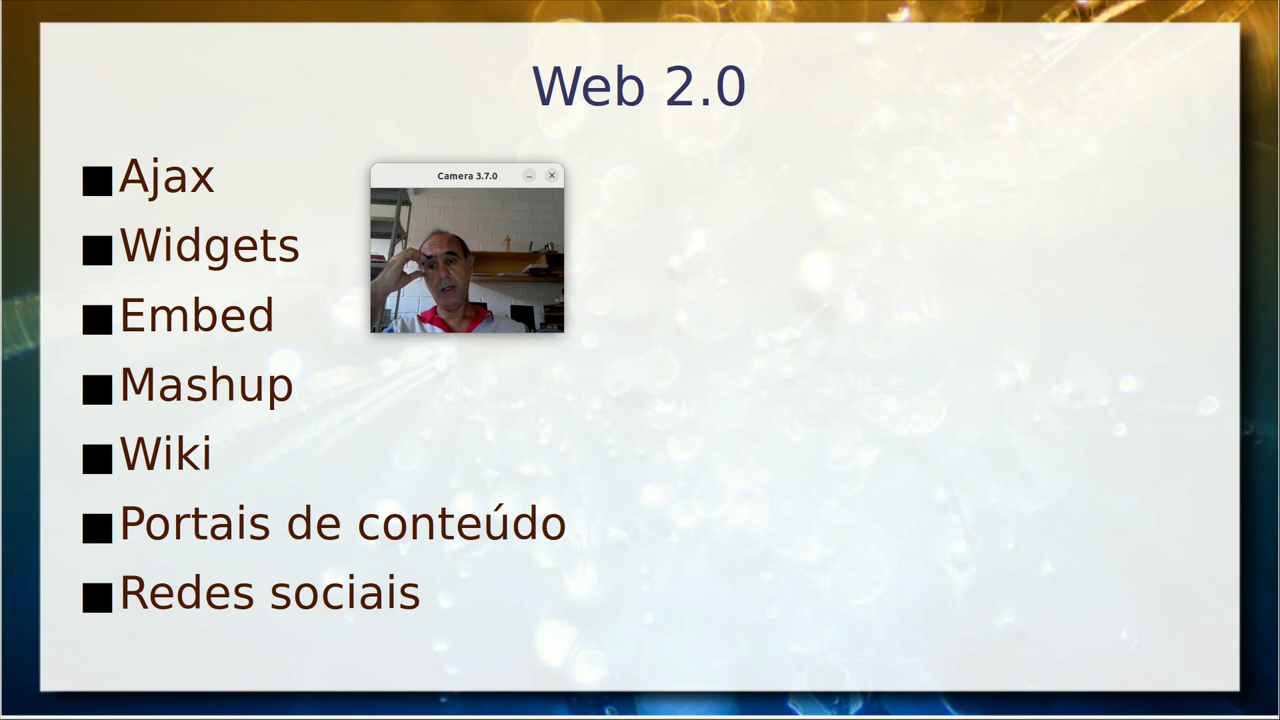 Web 2.0
Ajax
Camera 3.7.0
Widgets
Embed
Mashup
Wiki
Portais de conteúdo
Redes sociais